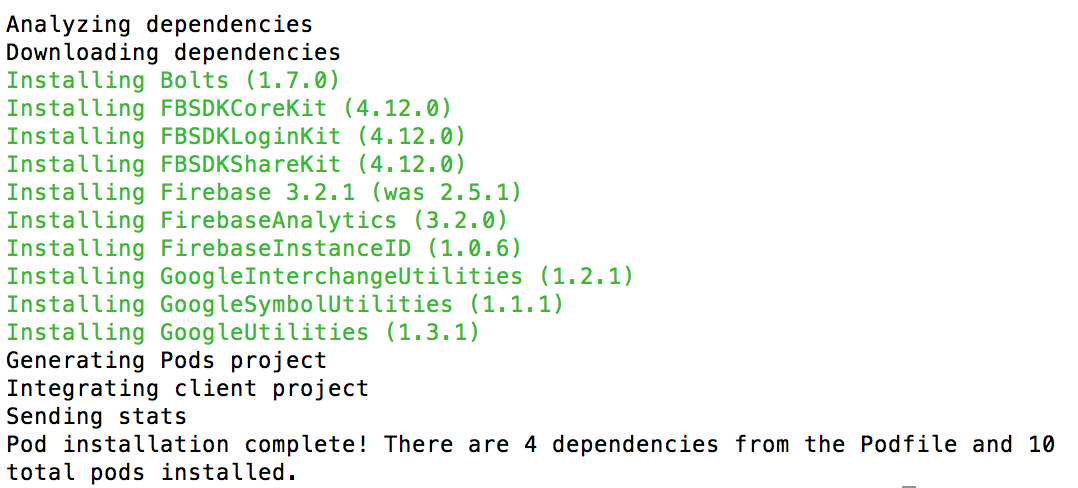 Analyzing dependencies
Downloading dependencies
Installing Bolts (1.7.0)
Installing FBSDKCoreKit (4.12.0)
Installing FBSDKLoginKit (4.12.0)
Installing FBSDKShareKit (4.12.0)
Installing Firebase 3.2.1 (was 2.5.1)
Installing FirebaseAnalytics (3.2.0)
Installing FirebaseInstanceID (1.0.6)
Installing GoogleInterchangeUtilities (1.2.1)
Installing GoogleSymbolUtilities (1.1.1)
Installing GoogleUtilities (1.3.1)
Generating Pods project
Integrating client project
Sending stats
Pod installation complete! There are 4 dependencies from the Podfile and 10
total pods installed.